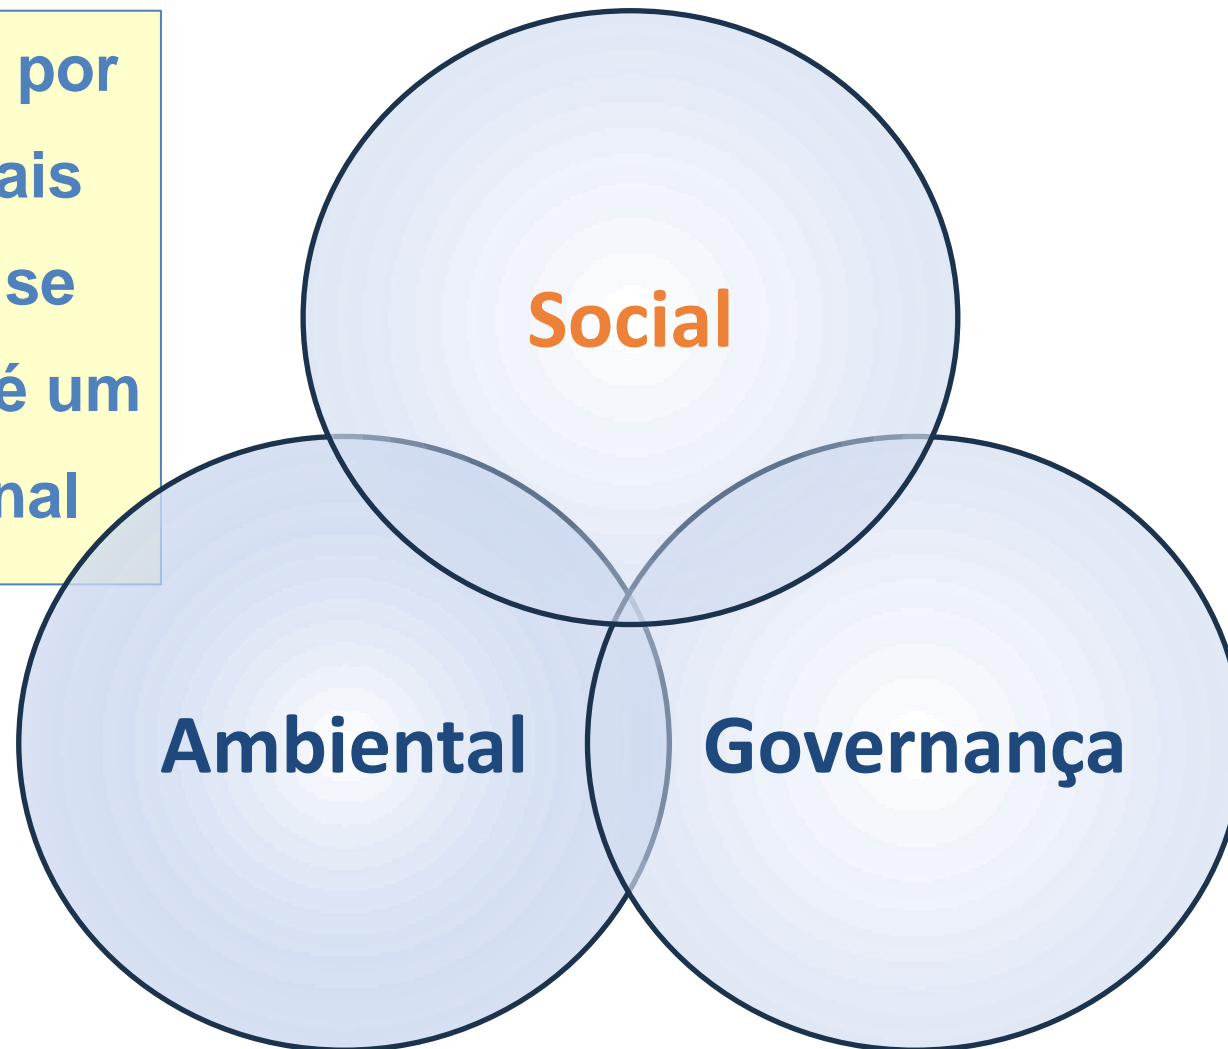 por
ais
se
é um
nal
Social
Ambiental
Governança